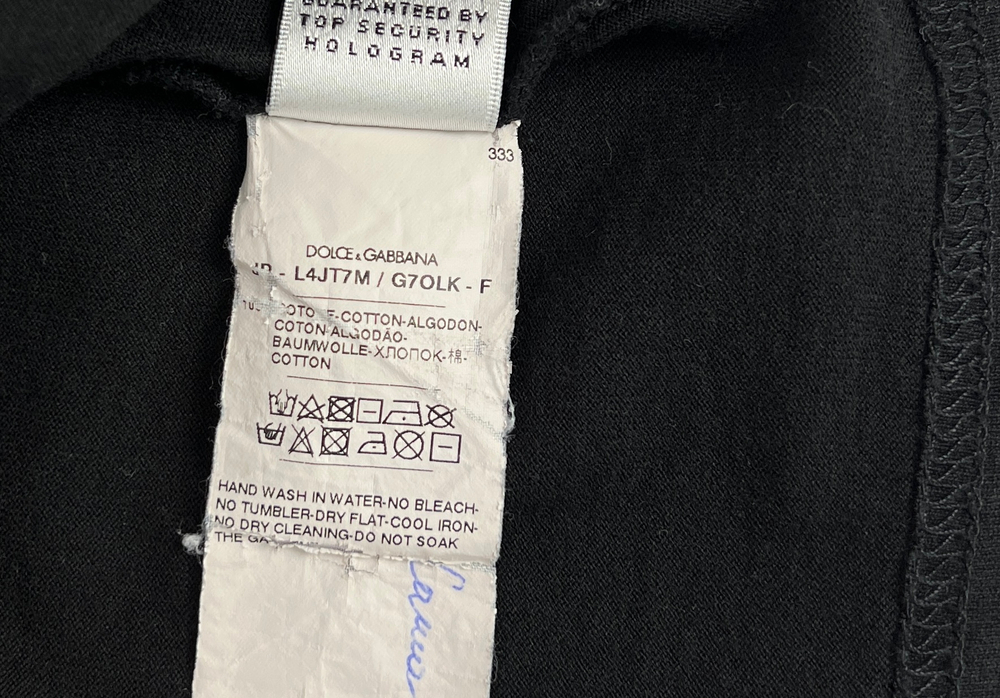 GUARANTEED BY
TOP SECURITY
HOLOGRAM
333
DOLCE & GABBANA
- L4JT7M / G7OLK - F
-COTTON-ALGODON-
COTON-ALGODÃO-
BAUMWOLLE-ХЛОПОК-棉-
COTTON
HAND WASH IN WATER-NO BLEACH-
NO TUMBLER-DRY FLAT-COOL IRON-
NO DRY CLEANING-DO NOT SOAK
THE